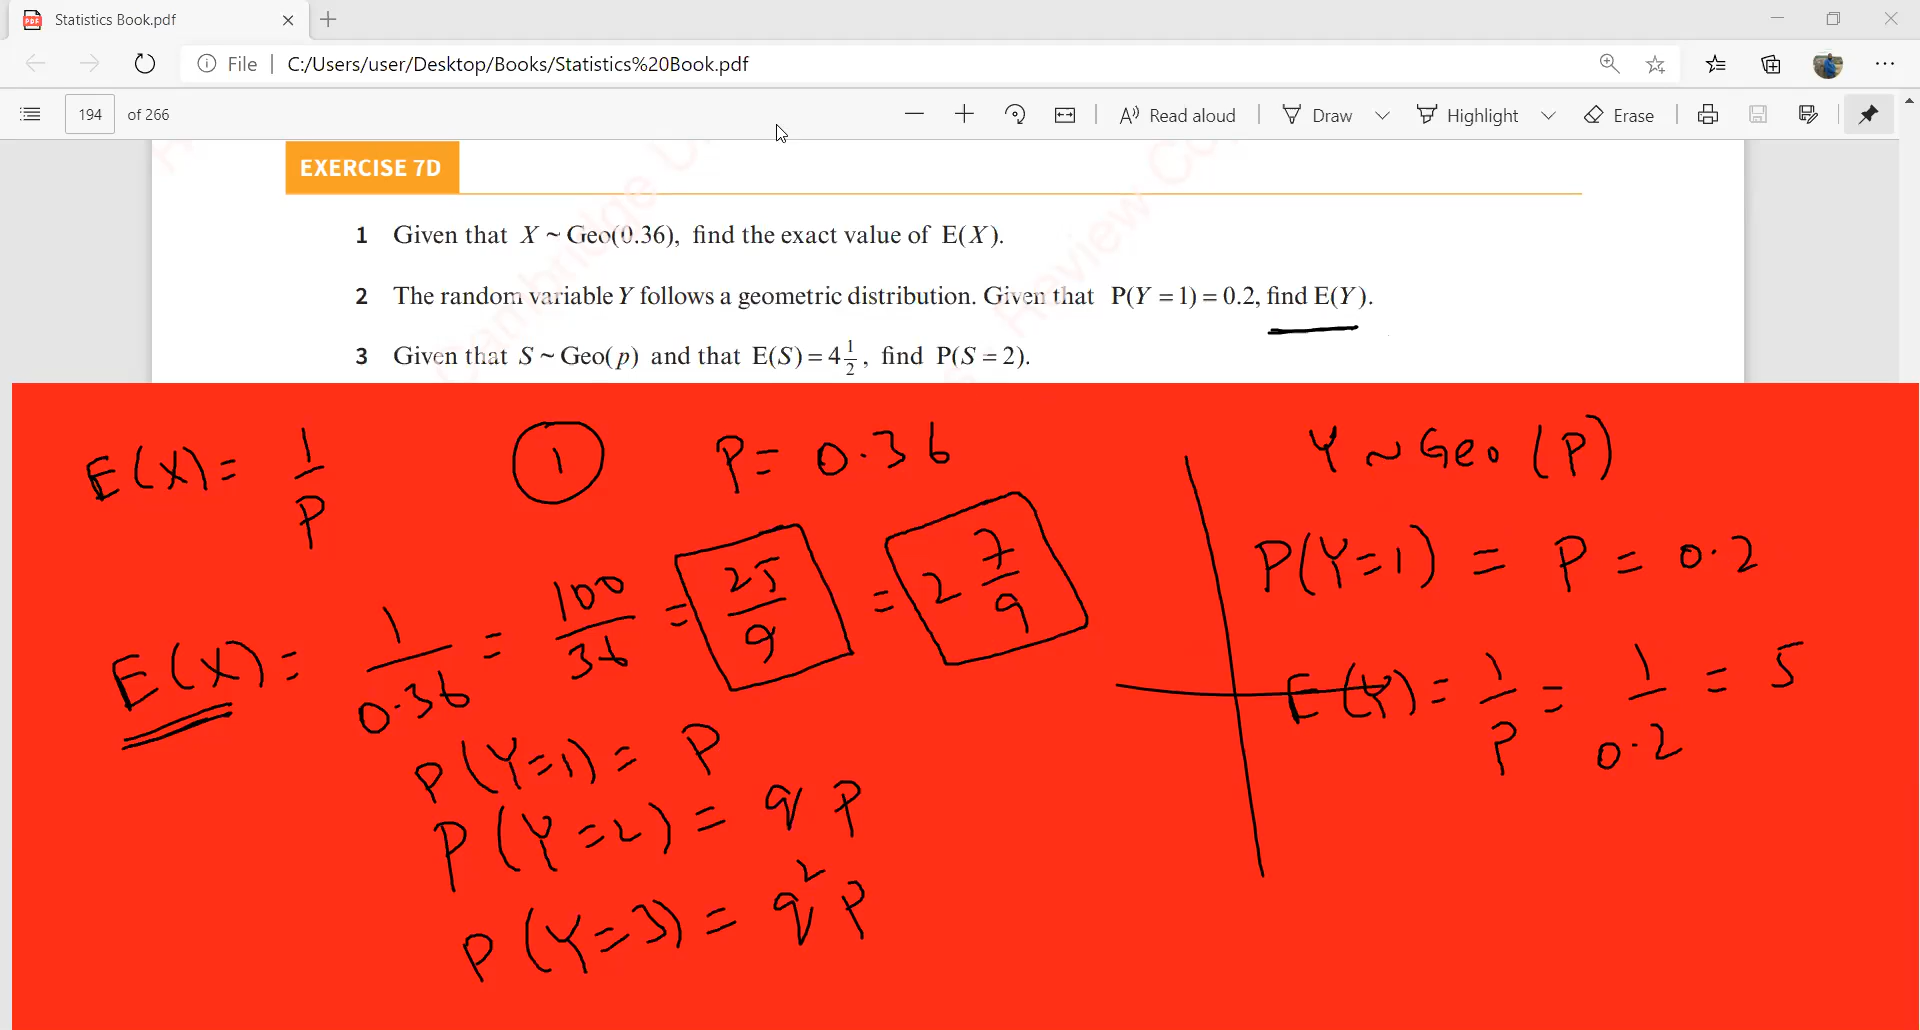 Statistics Book.pdf
File | C:/Users/user/Desktop/Books/Statistics%20Book.pdf
194 of 266 Read aloud Draw Highlight Erase
EXERCISE 7D
1 Given that X ~ Geo(0.36), find the exact value of E(X).
2 The random variable Y follows a geometric distribution. Given that P(Y = 1) = 0.2, find E(Y).
3 Given that S ~ Geo(p) and that E(S) = 4 1/2, find P(S = 2).
E(X) = 1/P
1
P = 0.36
E(X) = 1/0.36 = 100/36 = 25/9 = 2 7/9
P(Y=1) = P
P(Y=2) = q P
P(Y=3) = q² P
Y ~ Geo (P)
P(Y=1) = P = 0.2
E(Y) = 1/P = 1/0.2 = 5